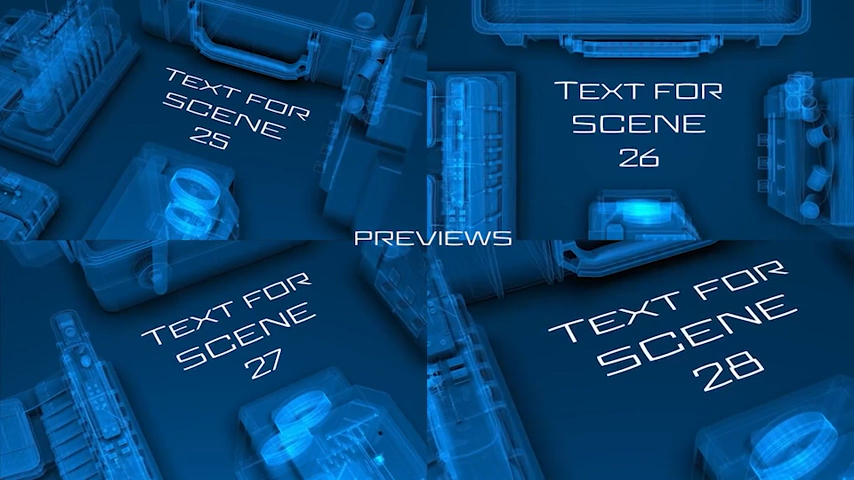 TEXT FOR
SCENE
25
TEXT FOR
SCENE
26
PREVIEWS
TEXT FOR
SCENE
27
TEXT FOR
SCENE
28